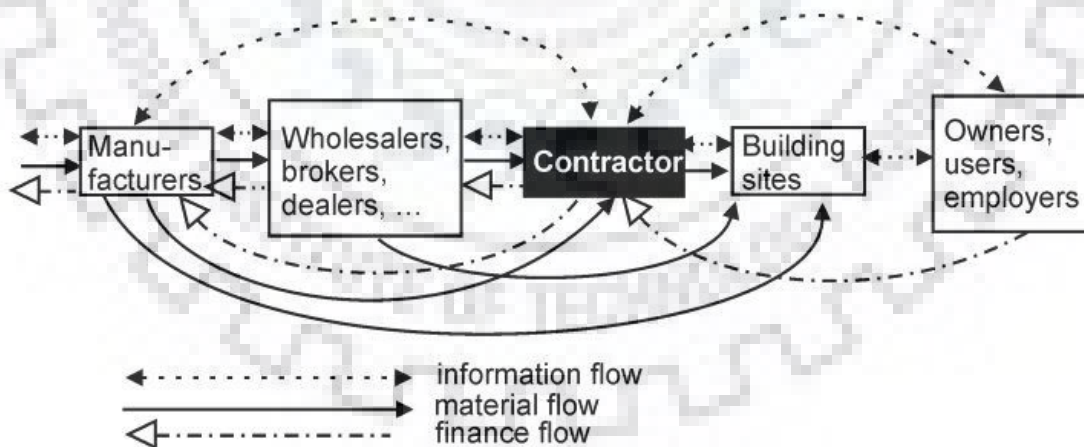 Manu-
facturers
Wholesalers,
brokers,
dealers, ...
Contractor
Building
sites
Owners,
users,
employers
information flow
material flow
finance flow